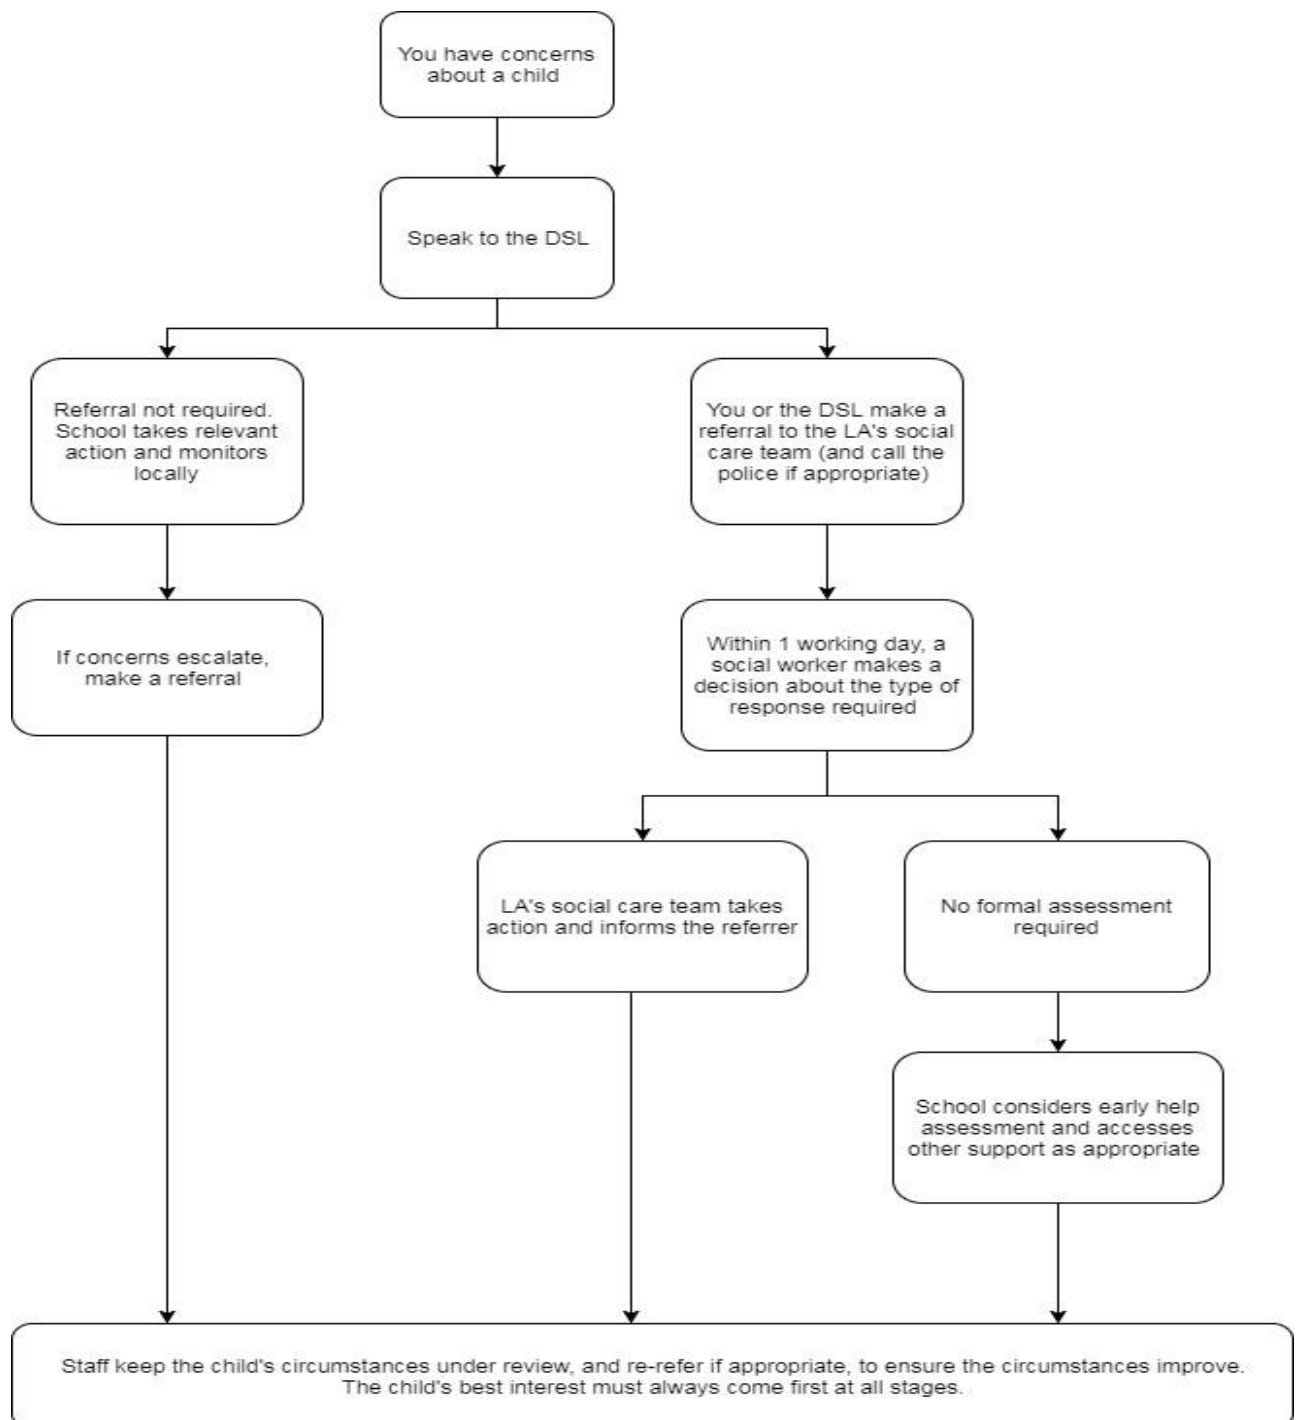 You have concerns
about a child
Speak to the DSL
Referral not required.
School takes relevant
action and monitors
locally
You or the DSL make a
referral to the LA's social
care team (and call the
police if appropriate)
If concerns escalate,
make a referral
Within 1 working day, a
social worker makes a
decision about the type of
response required
LA's social care team takes
action and informs the referrer
No formal assessment
required
School considers early help
assessment and accesses
other support as appropriate
Staff keep the child's circumstances under review, and re-refer if appropriate, to ensure the circumstances improve.
The child's best interest must always come first at all stages.